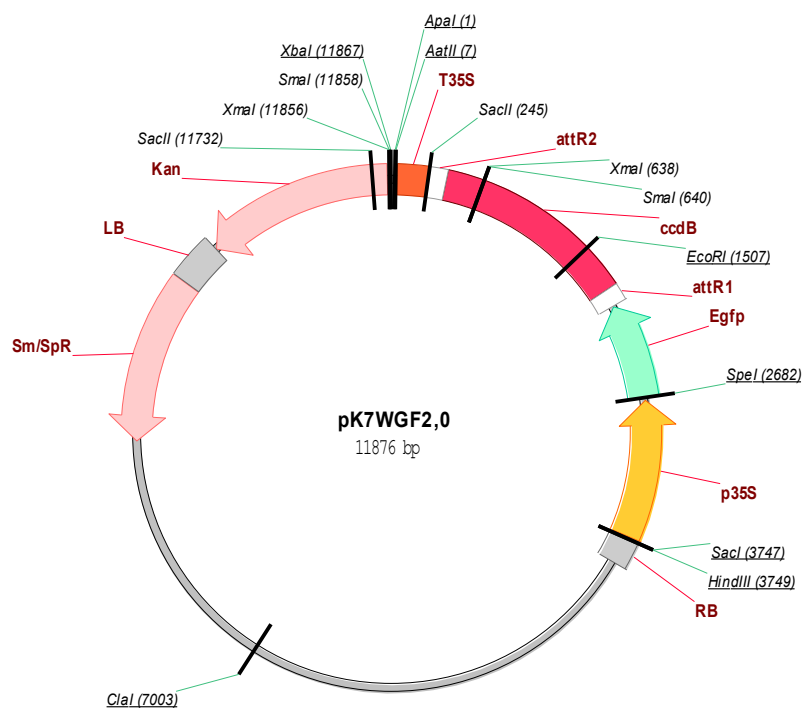 ApaI (1)
XbaI (11867)
AatII (7)
SmaI (11858)
T35S
XmaI (11856)
SacII (245)
SacII (11732)
attR2
Kan
XmaI (638)
SmaI (640)
ccdB
LB
EcoRI (1507)
attR1
Egfp
Sm/SpR
SpeI (2682)
pK7WGF2,0
11876 bp
p35S
SacI (3747)
HindIII (3749)
RB
ClaI (7003)